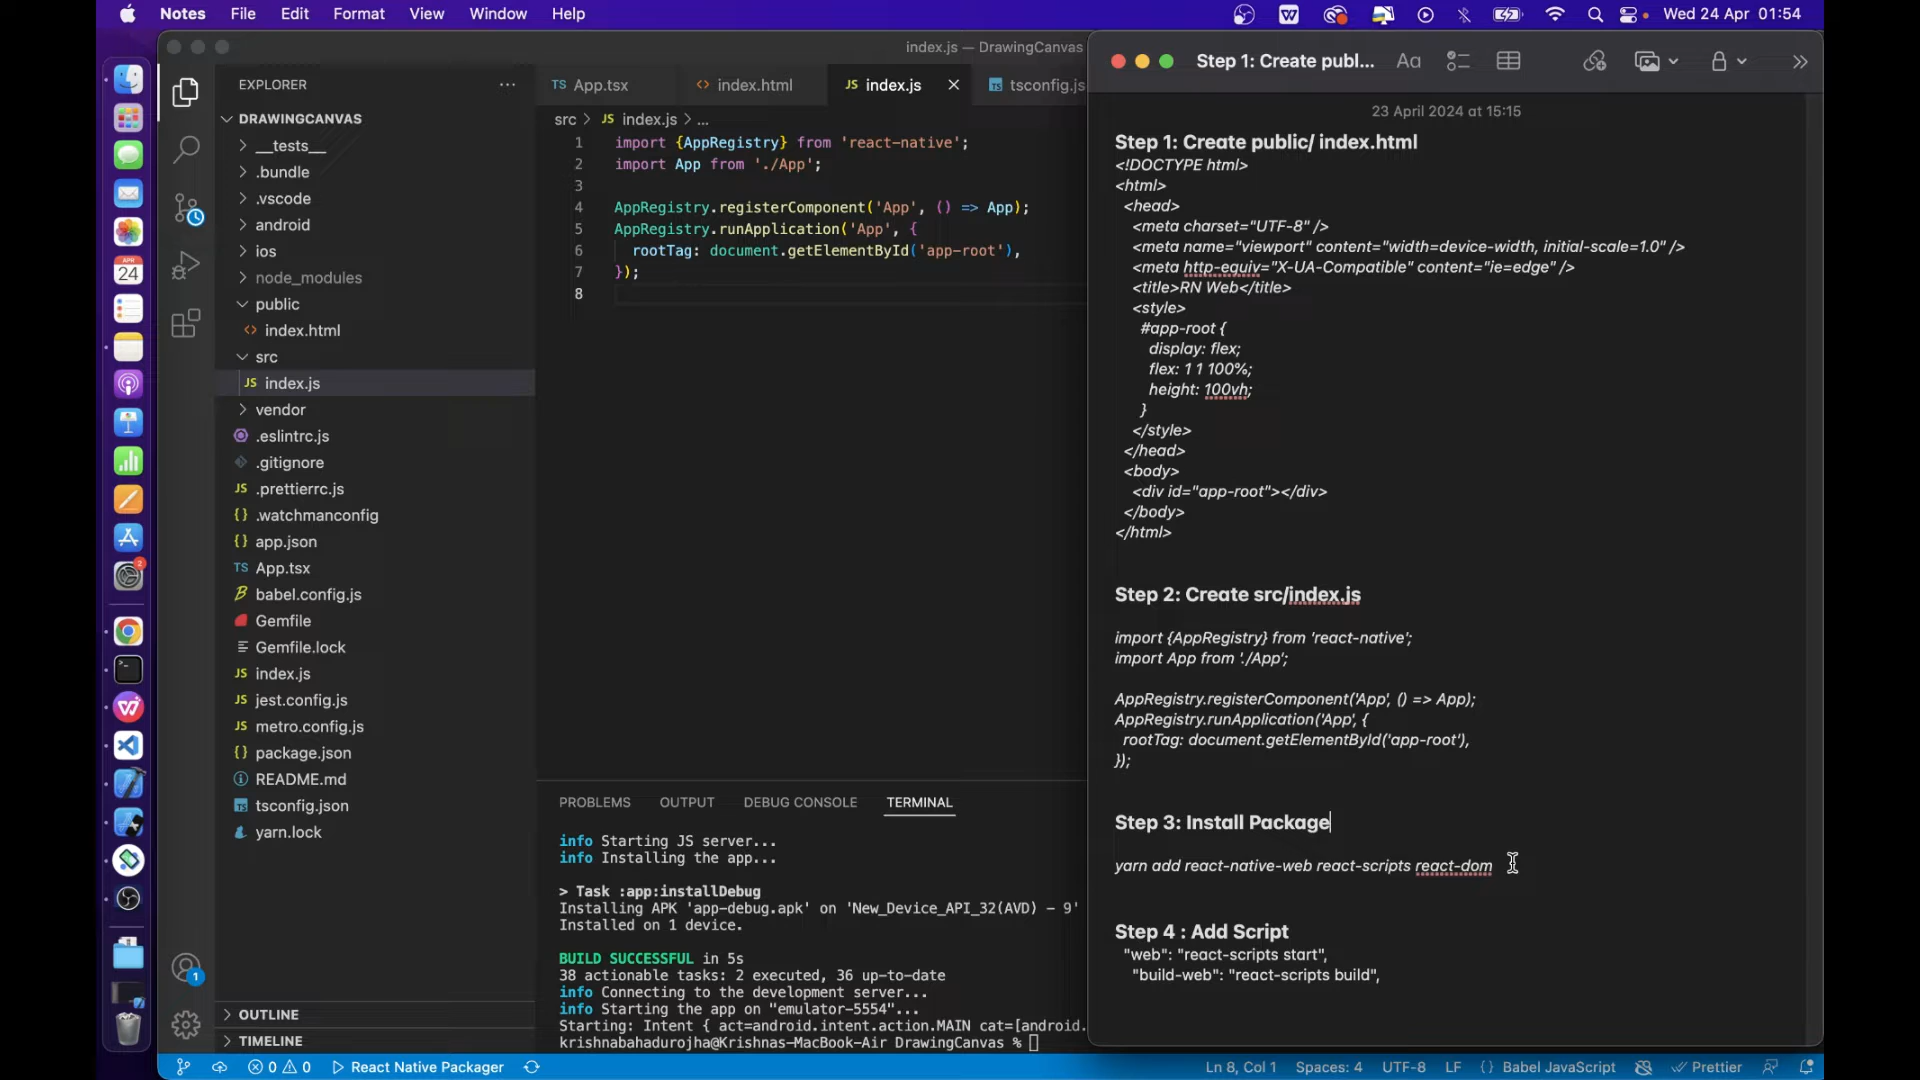 Notes File Edit Format View Window Help Wed 24 Apr 01:54
index.js — DrawingCanvas
EXPLORER
DRAWINGCANVAS
__tests__
.bundle
.vscode
android
ios
node_modules
public
<> index.html
src
JS index.js
vendor
.eslintrc.js
.gitignore
JS .prettierrc.js
{} .watchmanconfig
{} app.json
TS App.tsx
babel.config.js
Gemfile
Gemfile.lock
JS index.js
JS jest.config.js
JS metro.config.js
{} package.json
README.md
TS tsconfig.json
yarn.lock
OUTLINE
TIMELINE
TS App.tsx <> index.html JS index.js TS tsconfig.js
src > JS index.js > ...
1 import {AppRegistry} from 'react-native';
2 import App from './App';
3
4 AppRegistry.registerComponent('App', () => App);
5 AppRegistry.runApplication('App', {
6 rootTag: document.getElementById('app-root'),
7 });
8
PROBLEMS OUTPUT DEBUG CONSOLE TERMINAL
info Starting JS server...
info Installing the app...
> Task :app:installDebug
Installing APK 'app-debug.apk' on 'New_Device_API_32(AVD) - 9'
Installed on 1 device.
BUILD SUCCESSFUL in 5s
38 actionable tasks: 2 executed, 36 up-to-date
info Connecting to the development server...
info Starting the app on "emulator-5554"...
Starting: Intent { act=android.intent.action.MAIN cat=[android.
krishnabahadurojha@Krishnas-MacBook-Air DrawingCanvas %
Step 1: Create publ... Aa
23 April 2024 at 15:15
Step 1: Create public/ index.html
<!DOCTYPE html>
<html>
<head>
<meta charset="UTF-8" />
<meta name="viewport" content="width=device-width, initial-scale=1.0" />
<meta http-equiv="X-UA-Compatible" content="ie=edge" />
<title>RN Web</title>
<style>
#app-root {
display: flex;
flex: 1 1 100%;
height: 100vh;
}
</style>
</head>
<body>
<div id="app-root"></div>
</body>
</html>
Step 2: Create src/index.js
import {AppRegistry} from 'react-native';
import App from './App';
AppRegistry.registerComponent('App', () => App);
AppRegistry.runApplication('App', {
rootTag: document.getElementById('app-root'),
});
Step 3: Install Package
yarn add react-native-web react-scripts react-dom
Step 4 : Add Script
"web": "react-scripts start",
"build-web": "react-scripts build",
0 0 React Native Packager Ln 8, Col 1 Spaces: 4 UTF-8 LF {} Babel JavaScript Prettier
APR
24
2
1